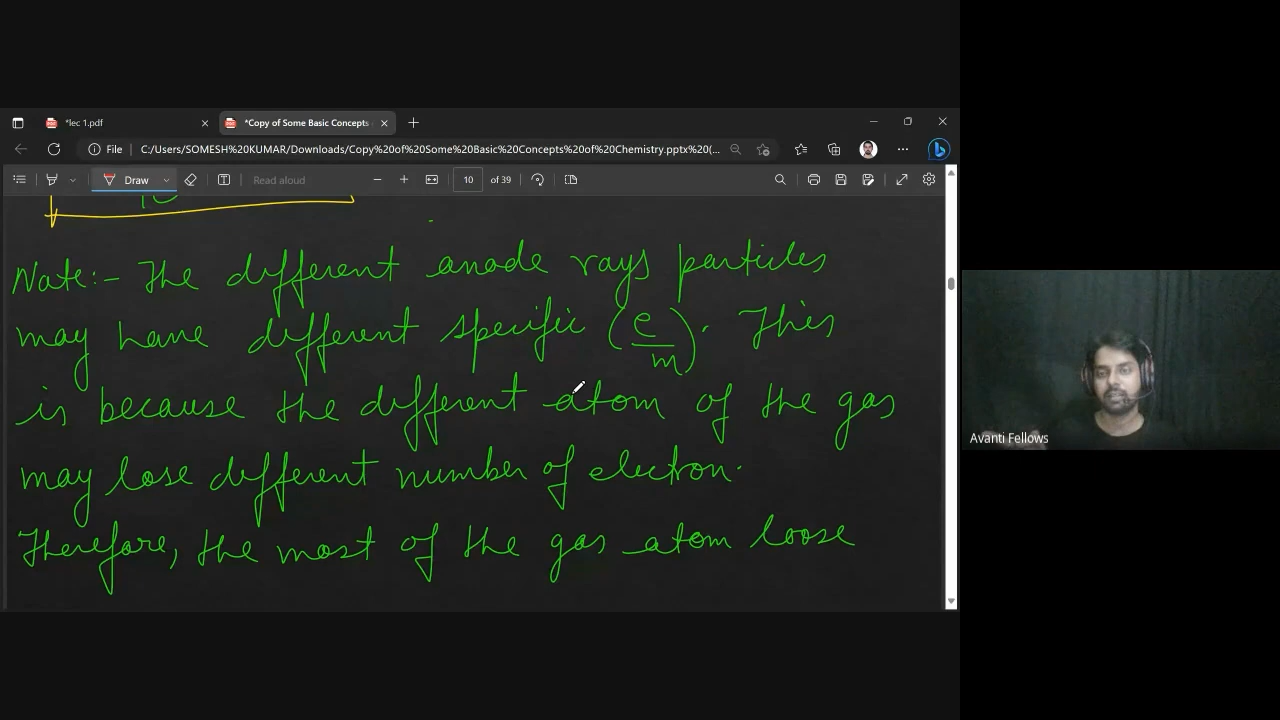 *lec 1.pdf
*Copy of Some Basic Concepts
File
C:/Users/SOMESH%20KUMAR/Downloads/Copy%20of%20Some%20Basic%20Concepts%20of%20Chemistry.pptx%20(...
Draw
Read aloud
10 of 39
Note:- The different anode rays particles
may have different specific (e/m). This
is because the different atom of the gas
may lose different number of electron.
Therefore, the most of the gas atom loose
Avanti Fellows